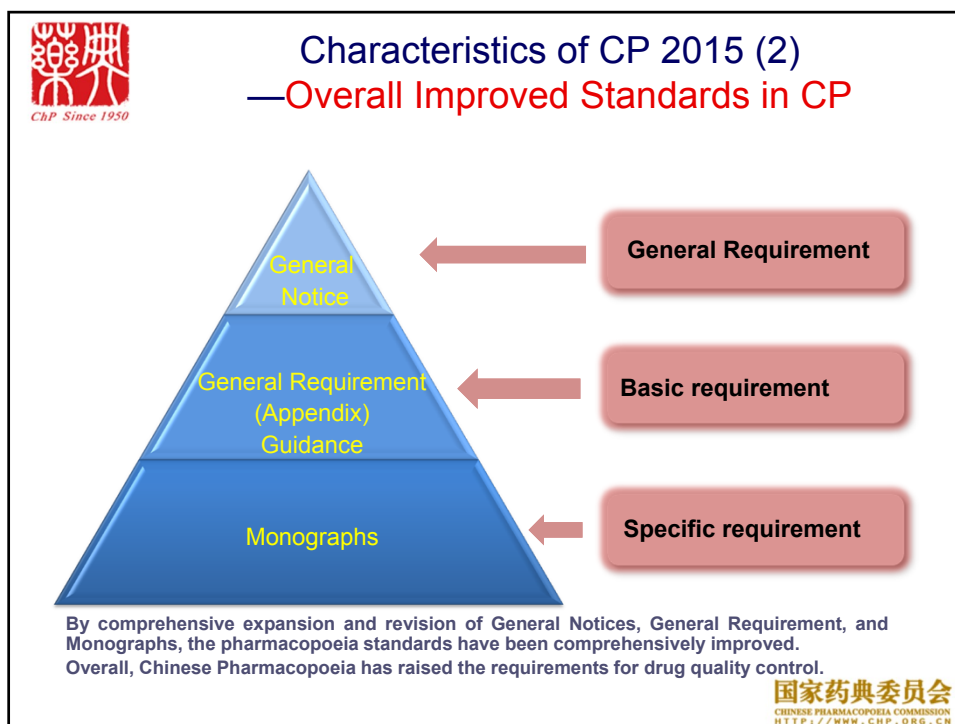 藥典
ChP Since 1950
Characteristics of CP 2015 (2)
—Overall Improved Standards in CP
General
Notice
General Requirement
General Requirement
(Appendix)
Guidance
Basic requirement
Monographs
Specific requirement
By comprehensive expansion and revision of General Notices, General Requirement, and
Monographs, the pharmacopoeia standards have been comprehensively improved.
Overall, Chinese Pharmacopoeia has raised the requirements for drug quality control.
国家药典委员会
CHINESE PHARMACOPOEIA COMMISSION
HTTP://WWW.CHP.ORG.CN